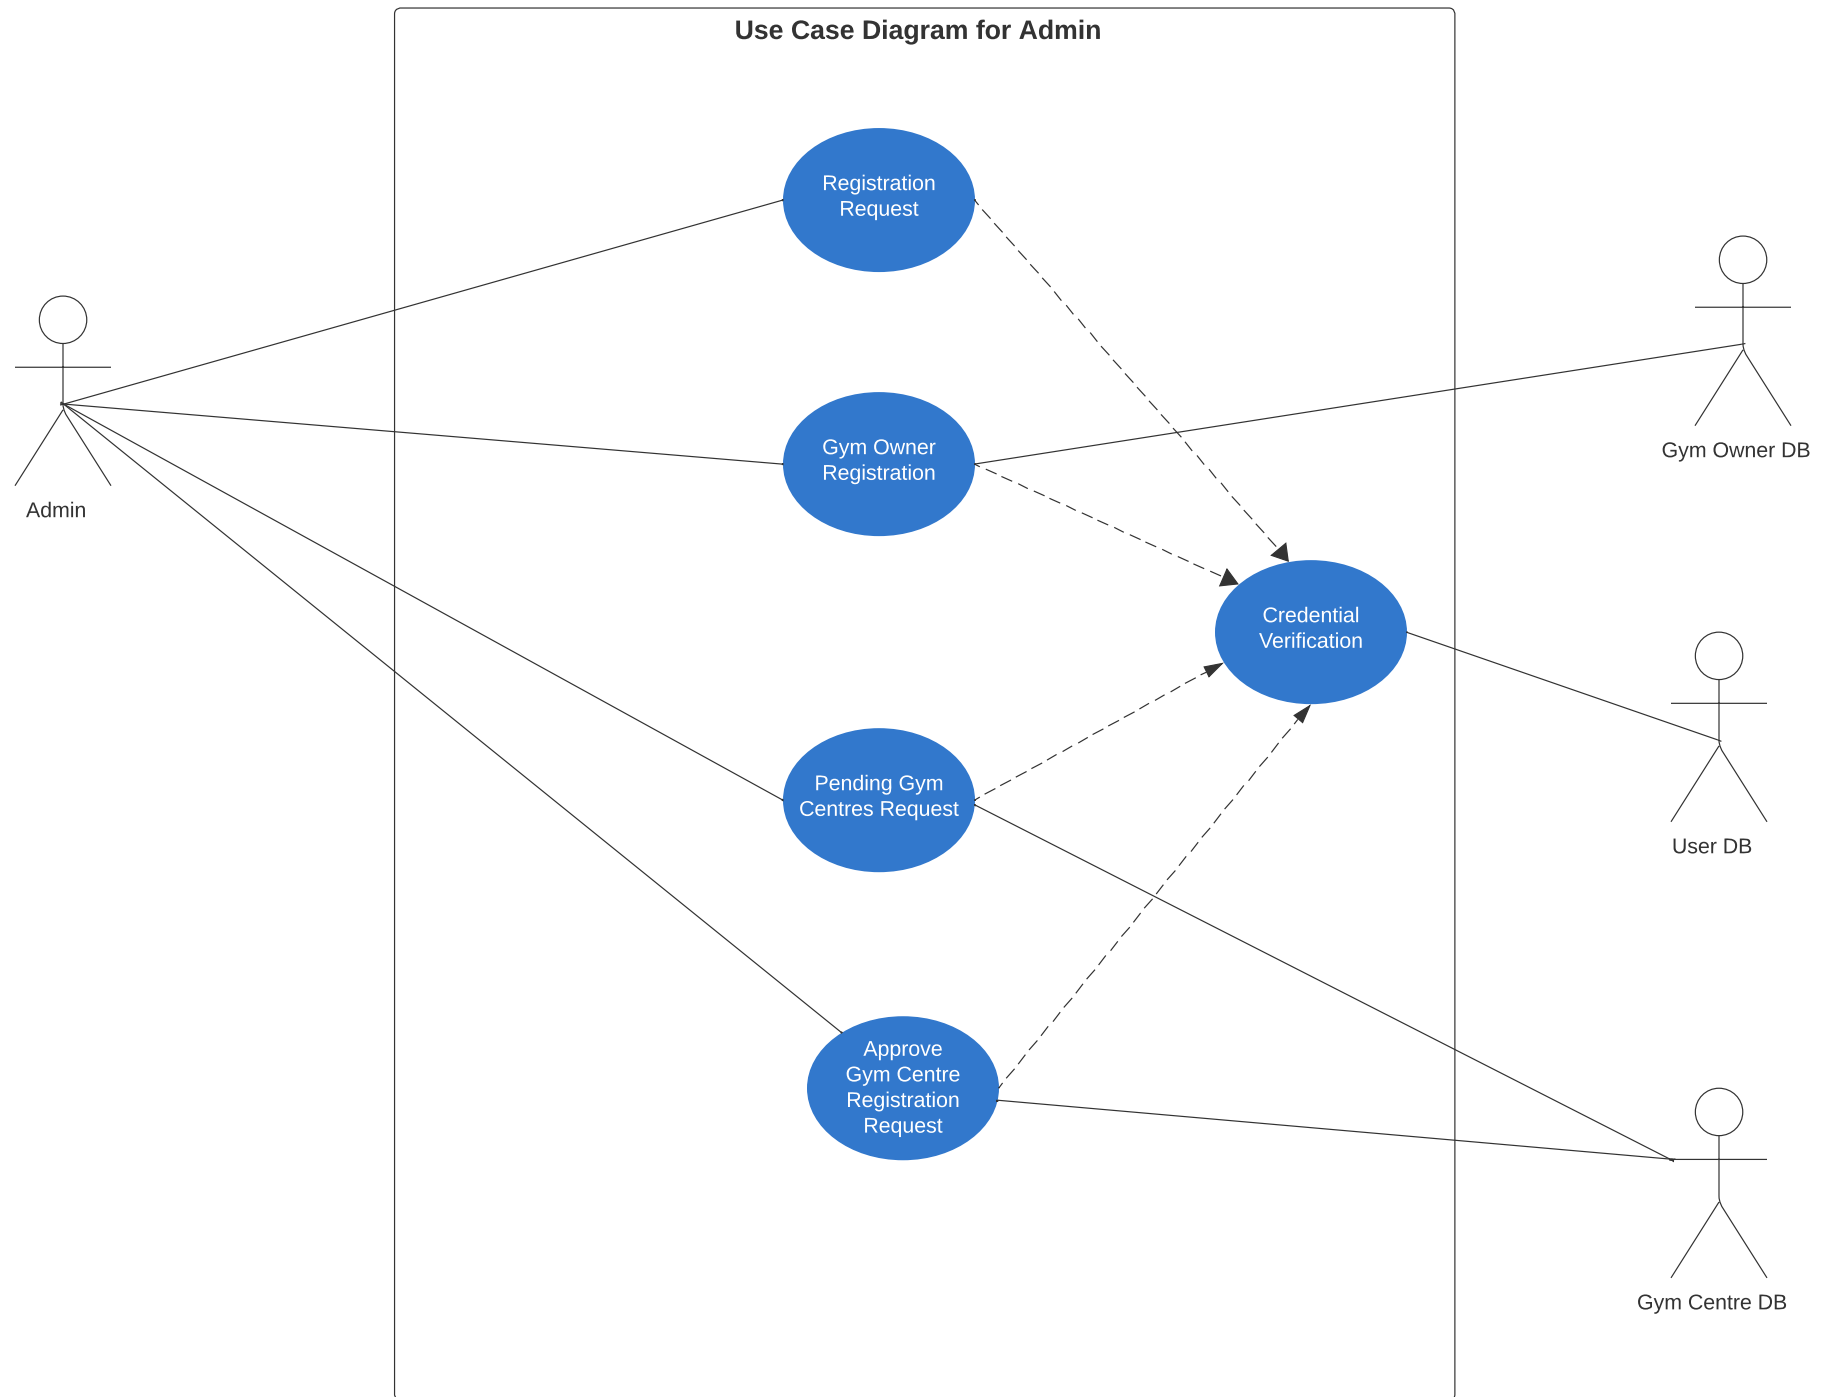 Use Case Diagram for Admin
Registration
Request
Gym Owner
Registration
Gym Owner DB
Admin
Credential
Verification
Pending Gym
Centres Request
User DB
Approve
Gym Centre
Registration
Request
Gym Centre DB